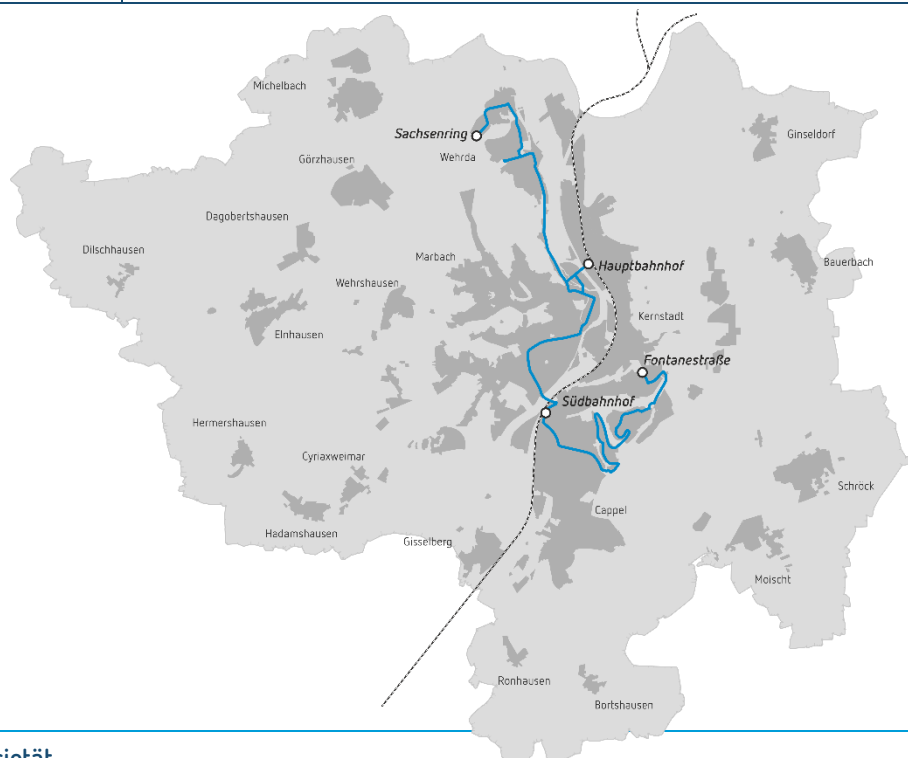 Michelbach
Sachsenring
Ginseldorf
Wehrda
Görzhausen
Dagobertshausen
Dilschhausen
Marbach
Bauerbach
Hauptbahnhof
Wehrshausen
Kernstadt
Elnhausen
Fontanestraße
Südbahnhof
Hermershausen
Cyriaxweimar
Schröck
Cappel
Hadamshausen
Gisselberg
Moischt
Ronhausen
Bortshausen